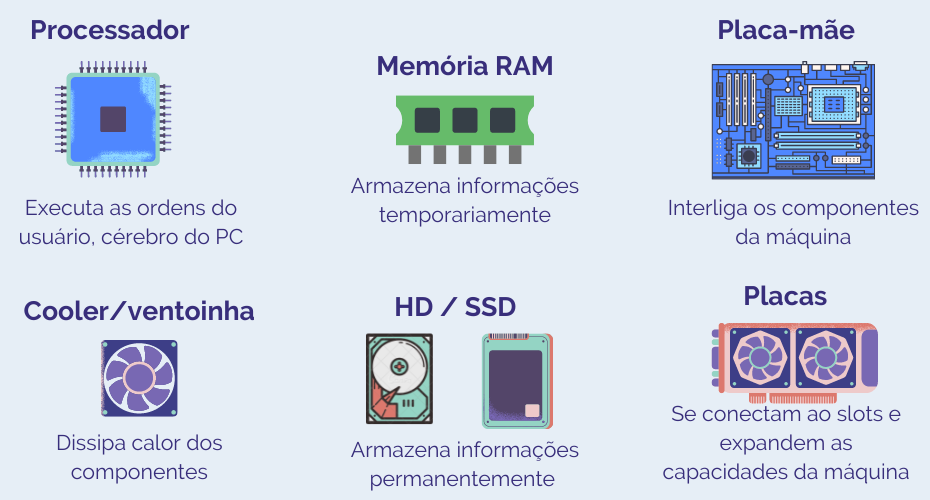 Processador
Executa as ordens do
usuário, cérebro do PC
Memória RAM
Armazena informações
temporariamente
Placa-mãe
Interliga os componentes
da máquina
Cooler/ventoinha
Dissipa calor dos
componentes
HD / SSD
Armazena informações
permanentemente
Placas
Se conectam ao slots e
expandem as
capacidades da máquina